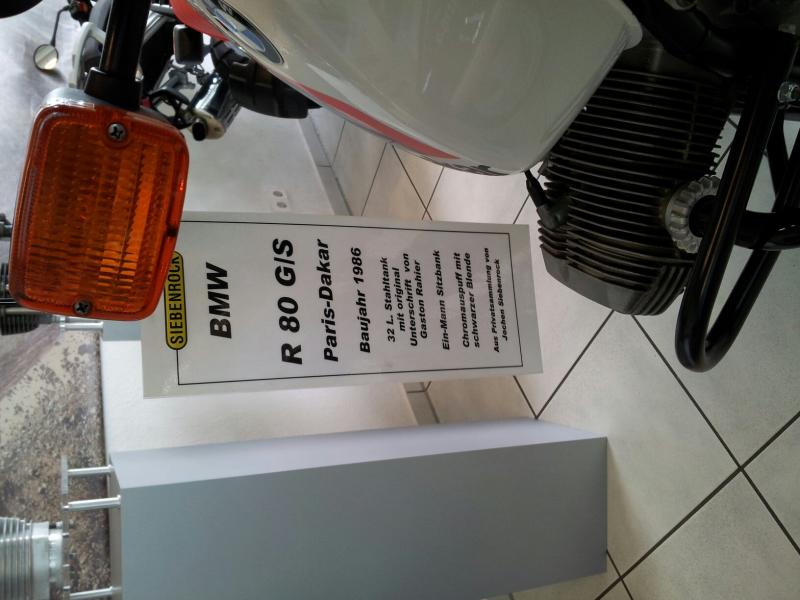 SIEBENROCK
BMW
R 80 G/S
Paris-Dakar
Baujahr 1986
32 L. Stahltank
mit original
Unterschrift von
Gaston Rahier
Ein-Mann Sitzbank
Chromauspuff mit
schwarzer Blende
Aus Privatsammlung von
Jochen Siebenrock